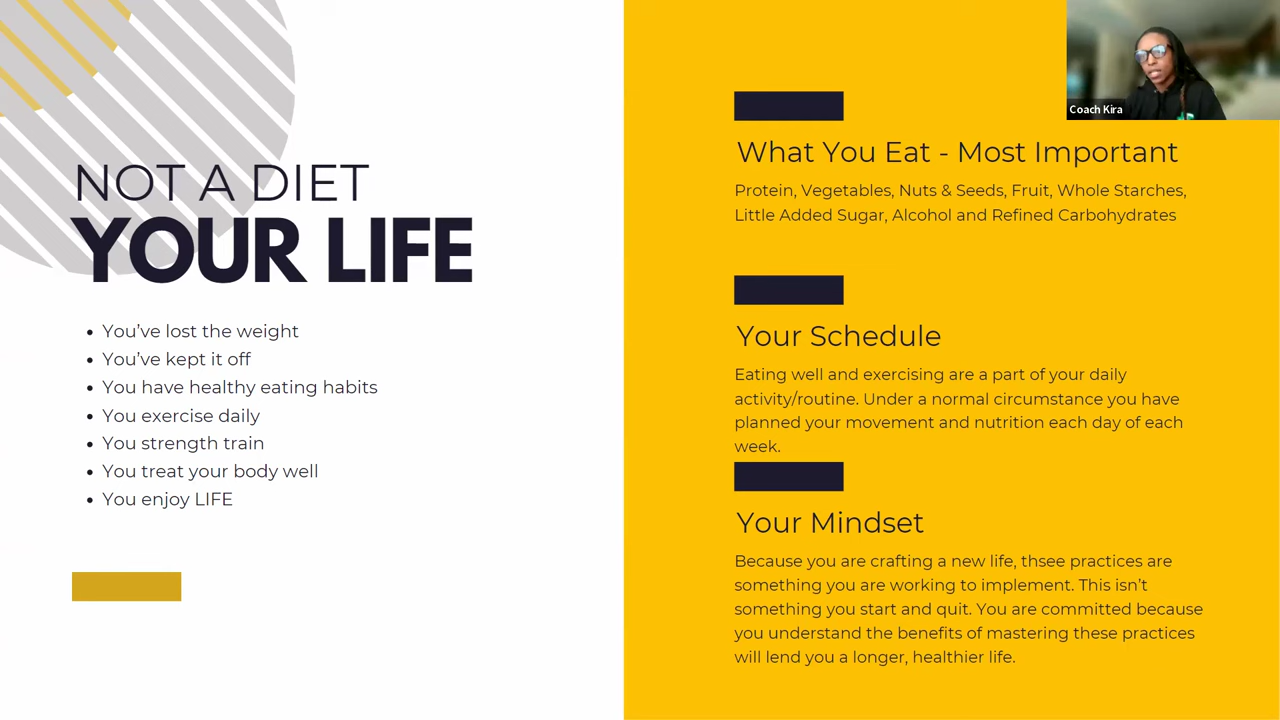 NOT A DIET
YOUR LIFE
• You've lost the weight
• You've kept it off
• You have healthy eating habits
• You exercise daily
• You strength train
• You treat your body well
• You enjoy LIFE
Coach Kira
What You Eat - Most Important
Protein, Vegetables, Nuts & Seeds, Fruit, Whole Starches,
Little Added Sugar, Alcohol and Refined Carbohydrates
Your Schedule
Eating well and exercising are a part of your daily
activity/routine. Under a normal circumstance you have
planned your movement and nutrition each day of each
week.
Your Mindset
Because you are crafting a new life, thsee practices are
something you are working to implement. This isn't
something you start and quit. You are committed because
you understand the benefits of mastering these practices
will lend you a longer, healthier life.